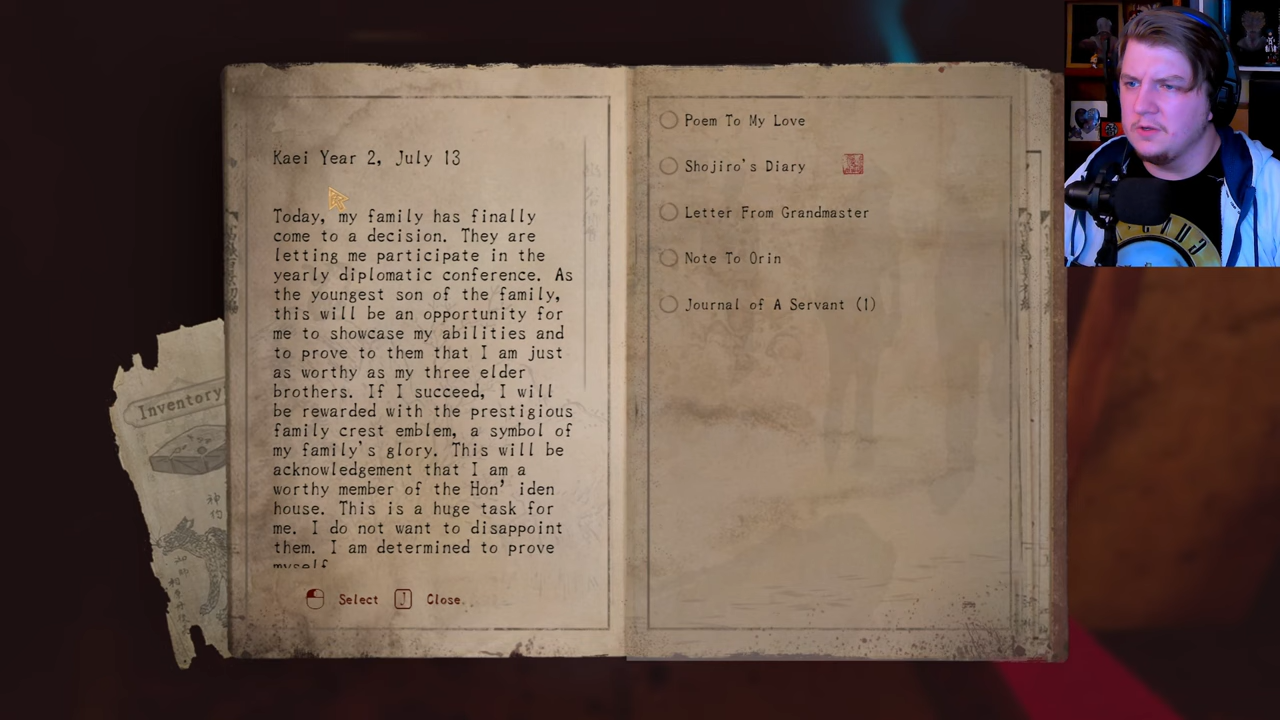 Kaei Year 2, July 13
Today, my family has finally
come to a decision. They are
letting me participate in the
yearly diplomatic conference. As
the youngest son of the family,
this will be an opportunity for
me to showcase my abilities and
to prove to them that I am just
as worthy as my three elder
brothers. If I succeed, I will
be rewarded with the prestigious
family crest emblem, a symbol of
my family's glory. This will be
acknowledgement that I am a
worthy member of the Hon' iden
house. This is a huge task for
me. I do not want to disappoint
them. I am determined to prove
myself
Select J Close
Poem To My Love
Shojiro's Diary
Letter From Grandmaster
Note To Orin
Journal of A Servant (1)
Inventory